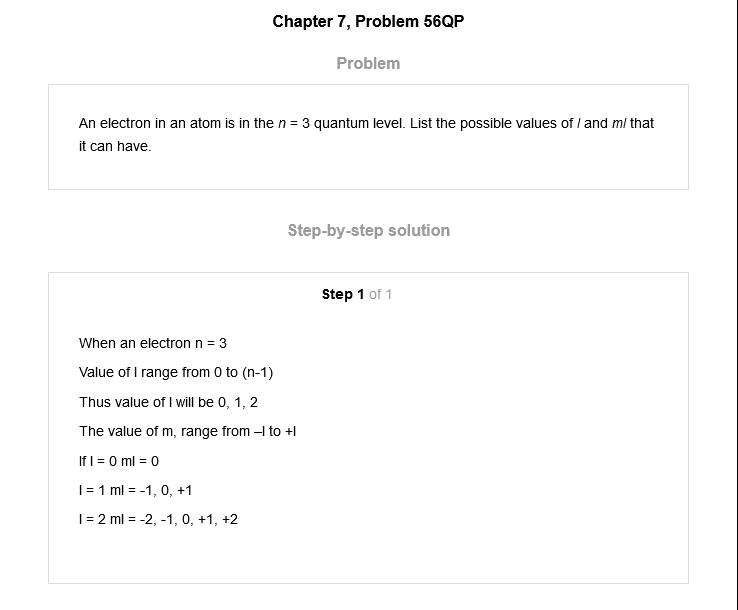 Chapter 7, Problem 56QP
Problem
An electron in an atom is in the n = 3 quantum level. List the possible values of l and ml that
it can have.
Step-by-step solution
Step 1 of 1
When an electron n = 3
Value of l range from 0 to (n-1)
Thus value of l will be 0, 1, 2
The value of m, range from –l to +l
If l = 0 ml = 0
l = 1 ml = -1, 0, +1
l = 2 ml = -2, -1, 0, +1, +2